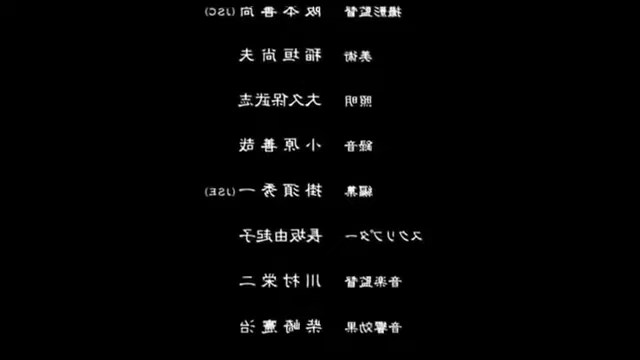 撮影監督 阪本善尚 (JSC)
美術 稲垣尚夫
照明 大久保武志
録音 小原善哉
編集 掛須秀一 (JSE)
スクリプター 長坂由起子
音楽監督 川村栄二
音響効果 柴崎憲治